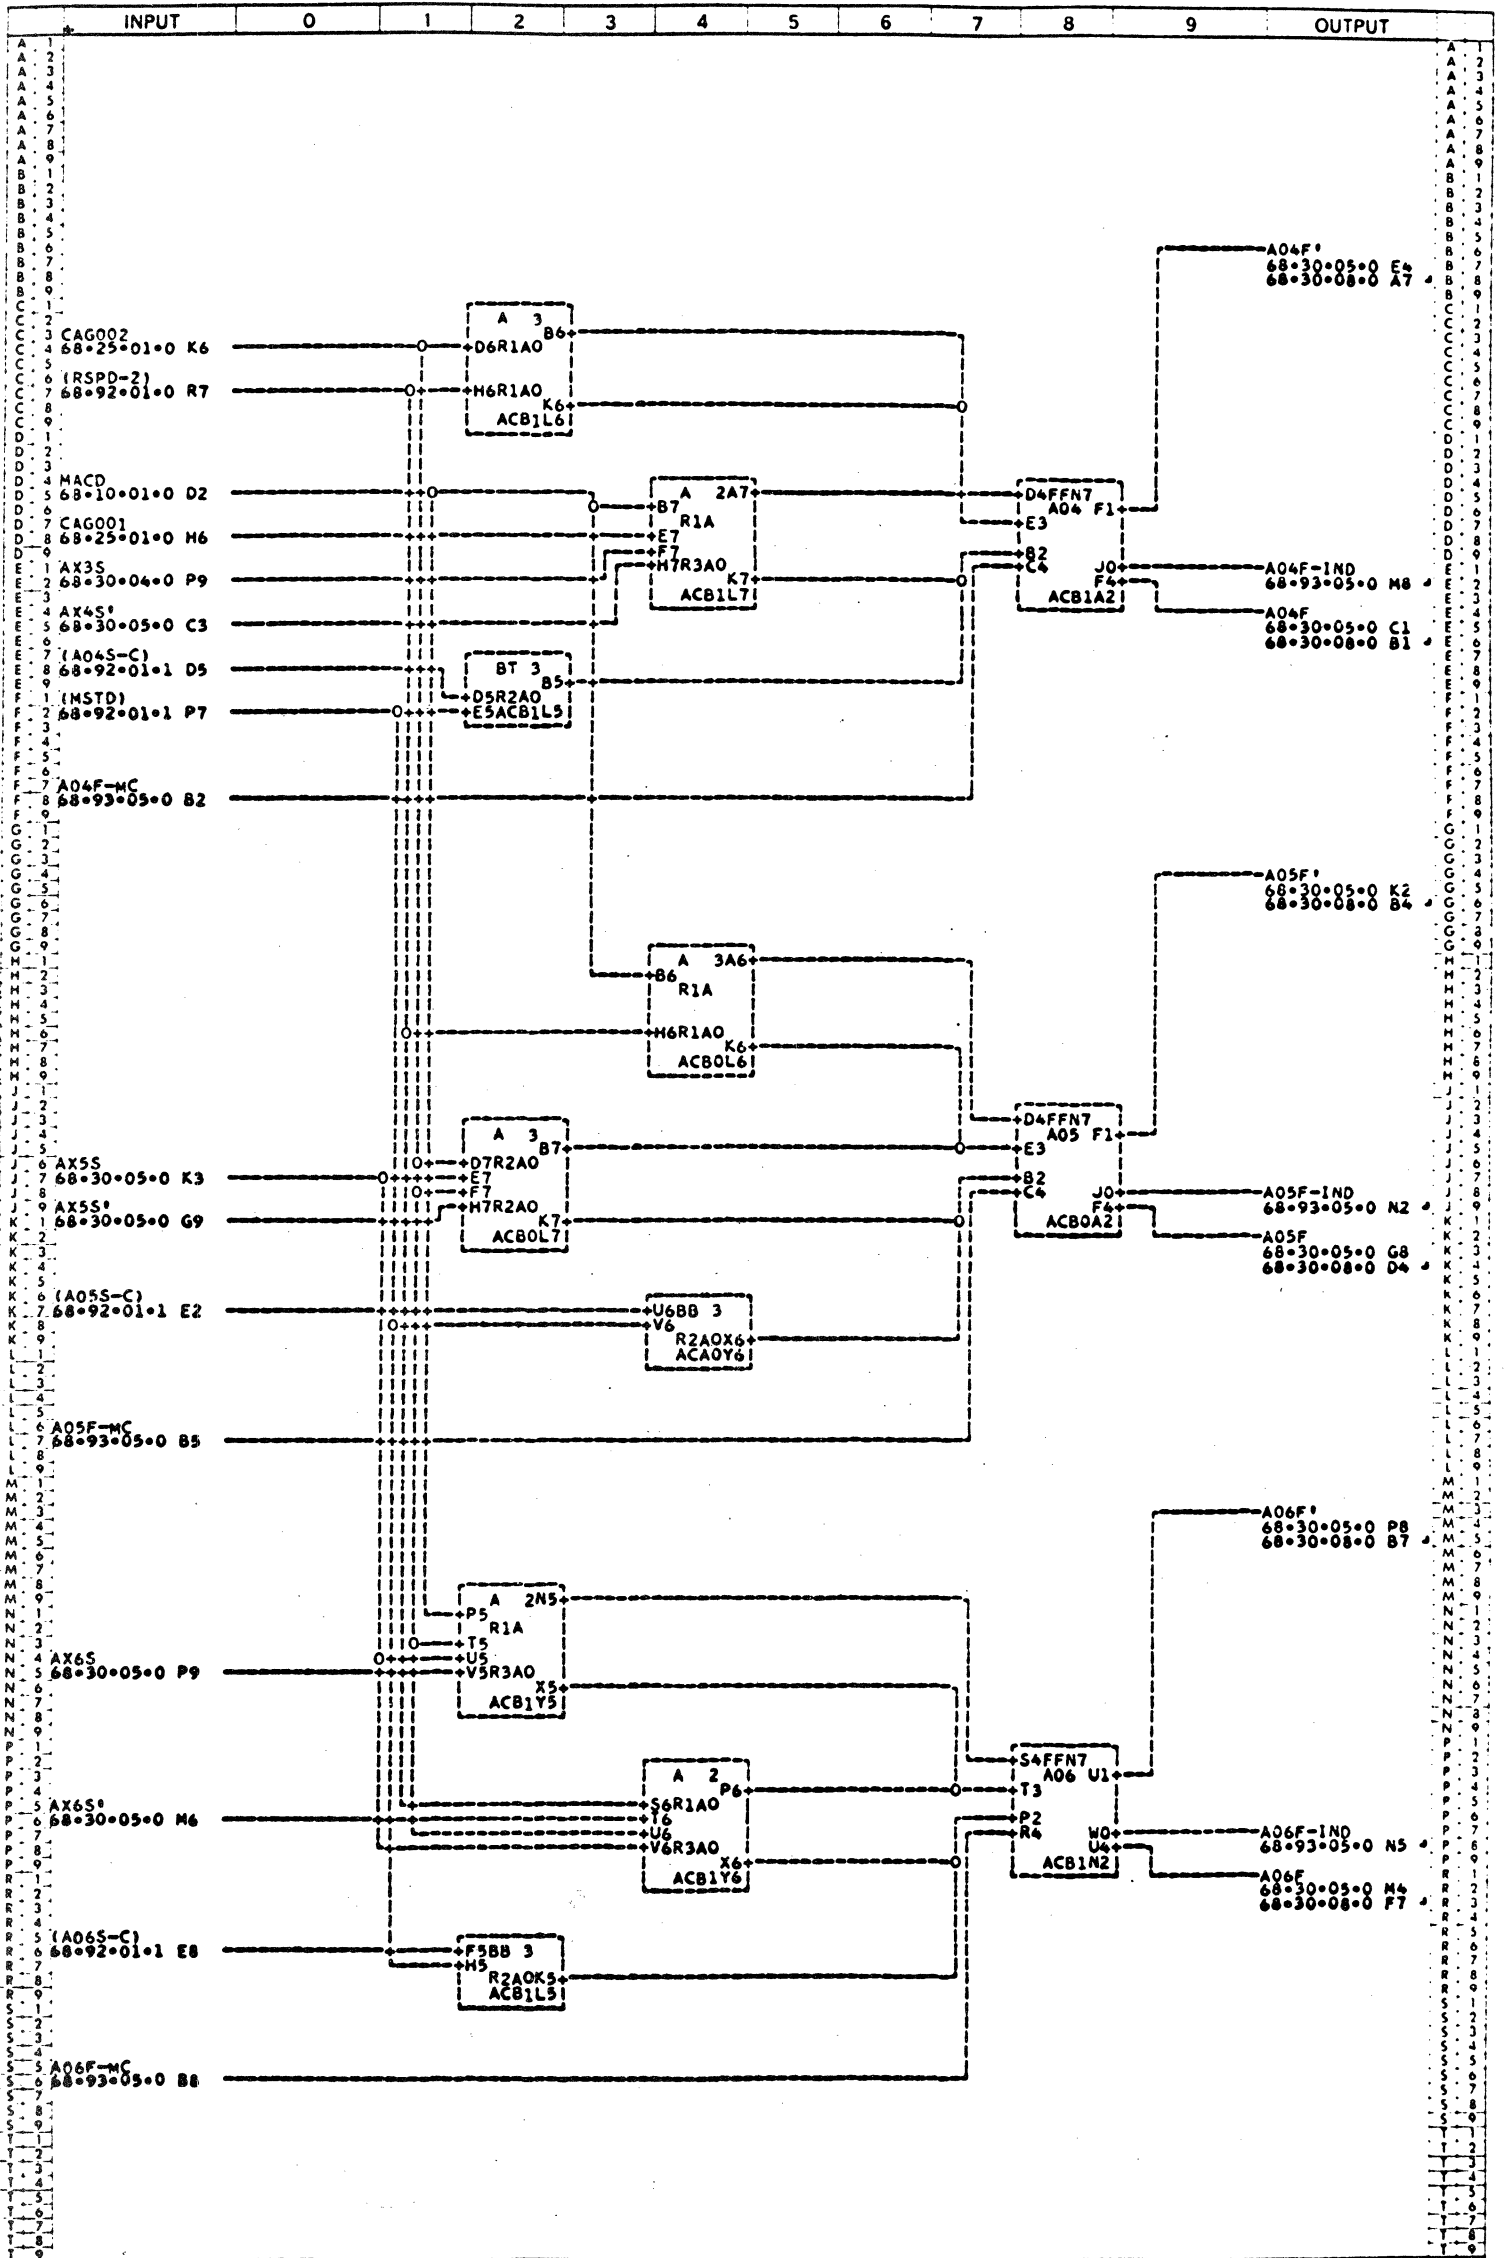 INPUT 0 1 2 3 4 5 6 7 8 9 OUTPUT
A04F'
68•30•05•0 E4
68•30•08•0 A7
A 3
B6
CAG002
68•25•01•0 K6
D6R1AO
(RSPD-2)
68•92•01•0 R7
H6R1AO
K6
ACB1L6
MACD
68•10•01•0 D2
A 2A7
B7
R1A
D4FFN7
A04 F1
E3
CAG001
68•25•01•0 H6
E7
F7
H7R3AO
K7
ACB1L7
B2
C4 J0
F4
ACB1A2
AX3S
68•30•04•0 P9
A04F-IND
68•93•05•0 M8
AX4S'
68•30•05•0 C3
A04F
68•30•05•0 C1
68•30•08•0 B1
(A04S-C)
68•92•01•1 D5
BT 3
B5
D5R2AO
E5ACB1L5
(MSTD)
68•92•01•1 P7
A04F-MC
68•93•05•0 B2
A05F'
68•30•05•0 K2
68•30•08•0 B4
A 3A6
B6
R1A
H6R1AO
K6
ACB0L6
A 3
B7
D7R2AO
E7
F7
H7R2AO
K7
ACB0L7
D4FFN7
A05 F1
E3
B2
C4 J0
F4
ACB0A2
AX5S
68•30•05•0 K3
AX5S'
68•30•05•0 G9
A05F-IND
68•93•05•0 N2
A05F
68•30•05•0 G8
68•30•08•0 D4
(A05S-C)
68•92•01•1 E2
U6BB 3
V6
R2AOX6
ACA0Y6
A05F-MC
68•93•05•0 B5
A06F'
68•30•05•0 P8
68•30•08•0 B7
A 2N5
P5
R1A
T5
U5
V5R3AO
X5
ACB1Y5
AX6S
68•30•05•0 P9
A 2
P6
S6R1AO
T6
U6
V6R3AO
X6
ACB1Y6
S4FFN7
A06 U1
T3
P2
R4 W0
U4
ACB1N2
AX6S'
68•30•05•0 M6
A06F-IND
68•93•05•0 N5
A06F
68•30•05•0 M4
68•30•08•0 F7
(A06S-C)
68•92•01•1 E8
F5BB 3
H5
R2AOK5
ACB1L5
A06F-MC
68•93•05•0 B8